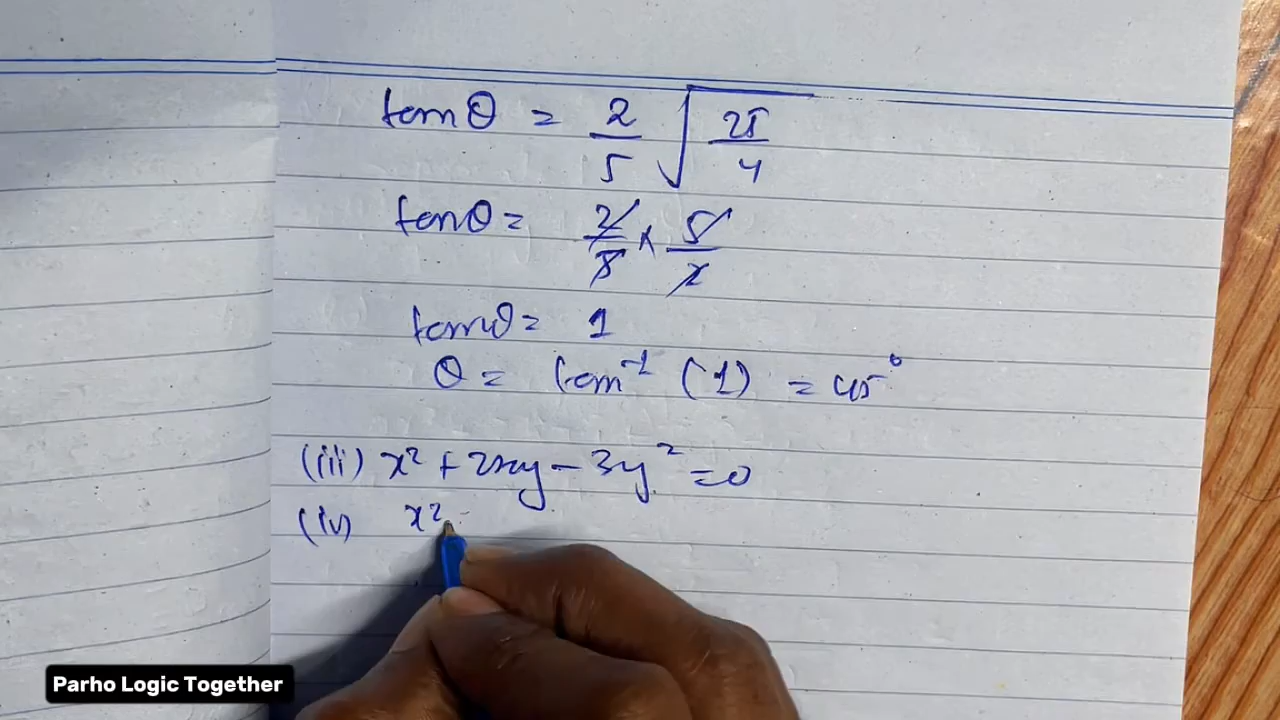 tanθ = 2/5 √25/4
tanθ = 2/5 × 5/2
tanθ = 1
θ = tan⁻¹ (1) = 45°
(iii) x² + 2xy - 3y² = 0
(iv) x²
Parho Logic Together